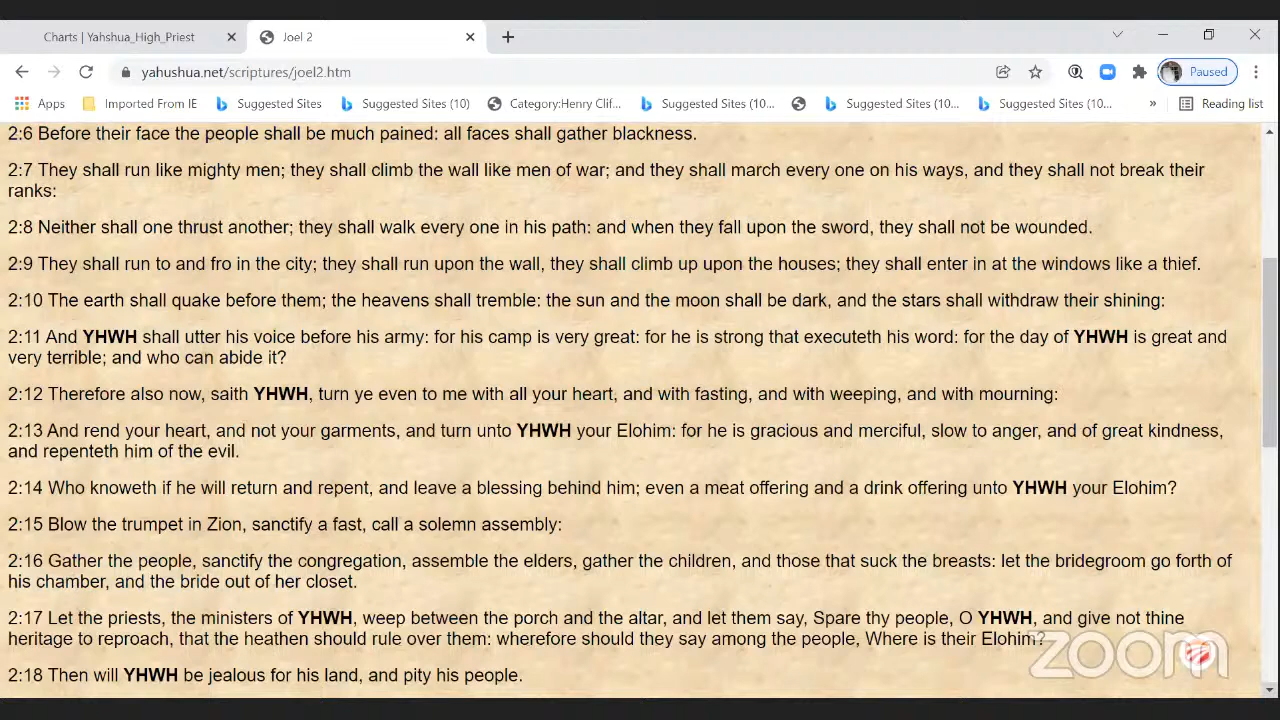 Charts | Yahshua_High_Priest
Joel 2
yahushua.net/scriptures/joel2.htm
Paused
Apps
Imported From IE
Suggested Sites
Suggested Sites (10)
Category:Henry Clif...
Suggested Sites (10...
Suggested Sites (10...
Suggested Sites (10...
»
Reading list
2:6 Before their face the people shall be much pained: all faces shall gather blackness.
2:7 They shall run like mighty men; they shall climb the wall like men of war; and they shall march every one on his ways, and they shall not break their
ranks:
2:8 Neither shall one thrust another; they shall walk every one in his path: and when they fall upon the sword, they shall not be wounded.
2:9 They shall run to and fro in the city; they shall run upon the wall, they shall climb up upon the houses; they shall enter in at the windows like a thief.
2:10 The earth shall quake before them; the heavens shall tremble: the sun and the moon shall be dark, and the stars shall withdraw their shining:
2:11 And YHWH shall utter his voice before his army: for his camp is very great: for he is strong that executeth his word: for the day of YHWH is great and
very terrible; and who can abide it?
2:12 Therefore also now, saith YHWH, turn ye even to me with all your heart, and with fasting, and with weeping, and with mourning:
2:13 And rend your heart, and not your garments, and turn unto YHWH your Elohim: for he is gracious and merciful, slow to anger, and of great kindness,
and repenteth him of the evil.
2:14 Who knoweth if he will return and repent, and leave a blessing behind him; even a meat offering and a drink offering unto YHWH your Elohim?
2:15 Blow the trumpet in Zion, sanctify a fast, call a solemn assembly:
2:16 Gather the people, sanctify the congregation, assemble the elders, gather the children, and those that suck the breasts: let the bridegroom go forth of
his chamber, and the bride out of her closet.
2:17 Let the priests, the ministers of YHWH, weep between the porch and the altar, and let them say, Spare thy people, O YHWH, and give not thine
heritage to reproach, that the heathen should rule over them: wherefore should they say among the people, Where is their Elohim?
zoom
2:18 Then will YHWH be jealous for his land, and pity his people.